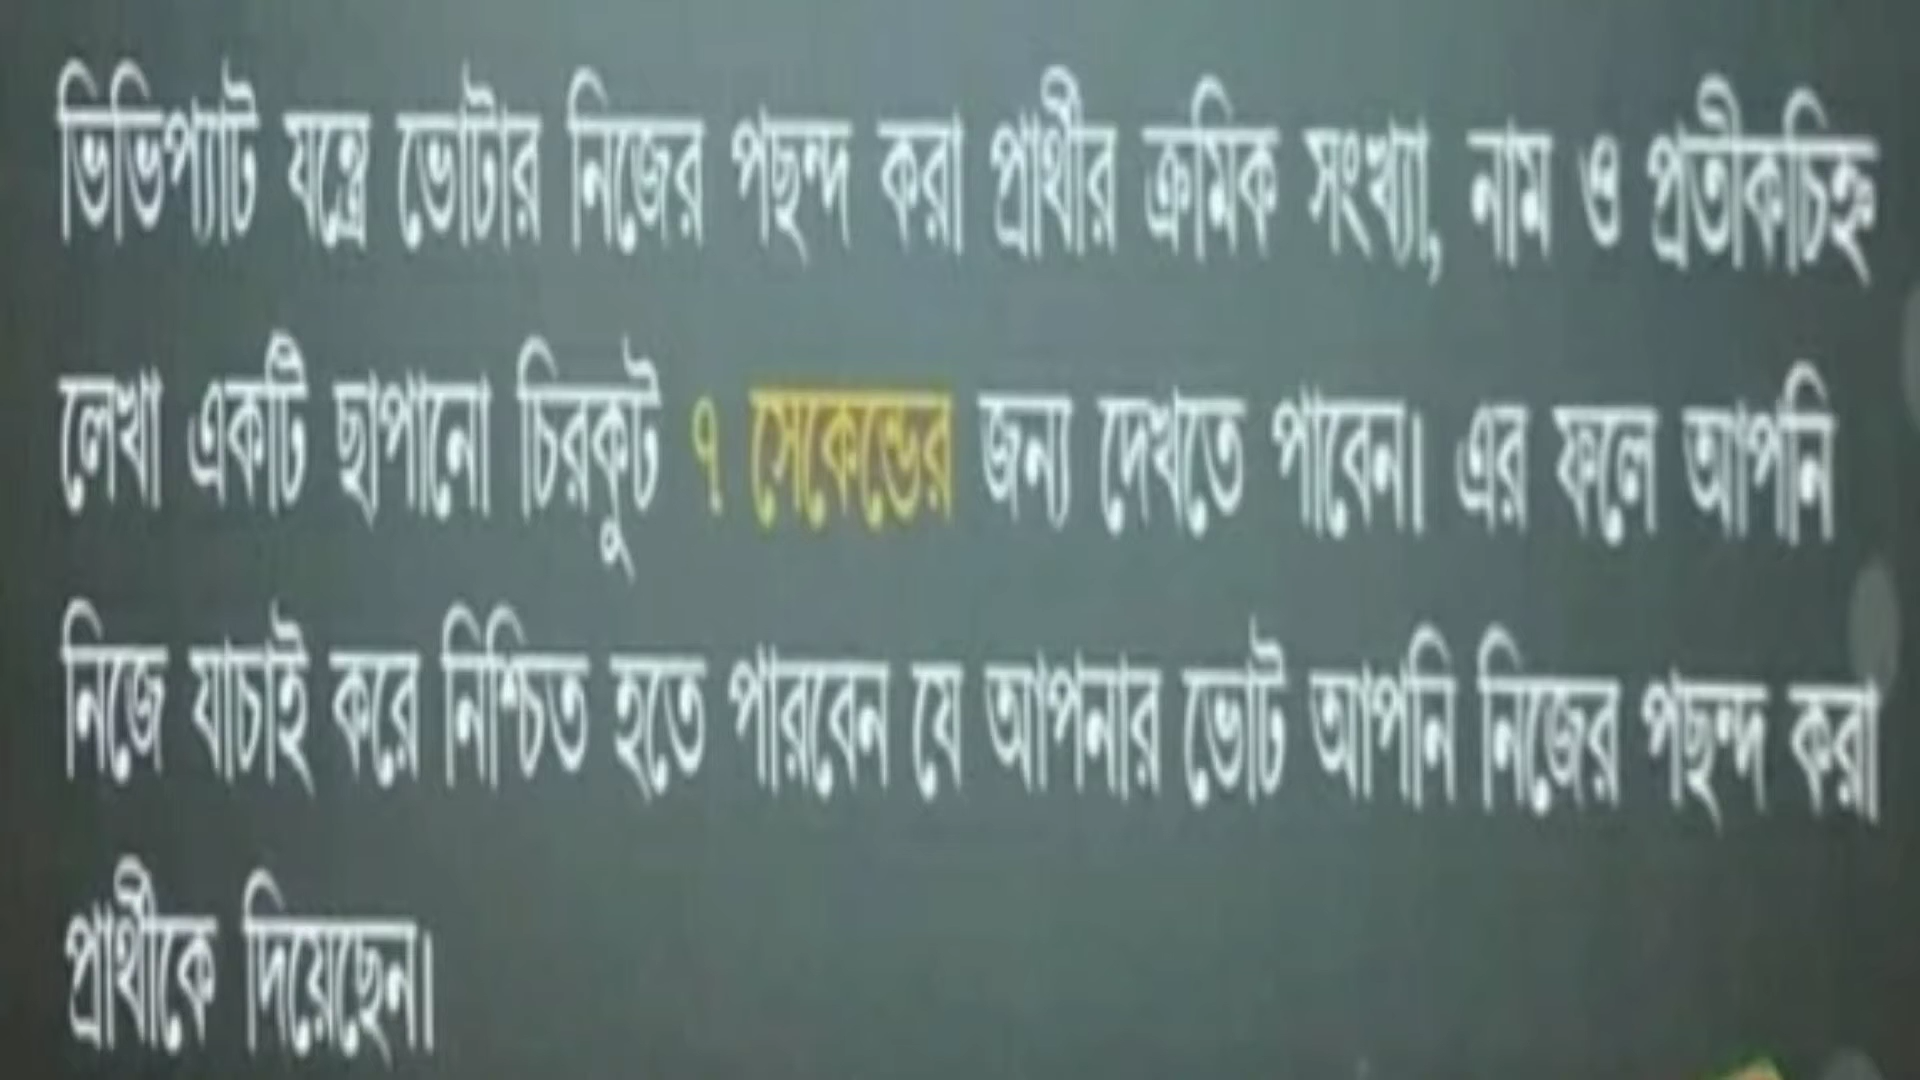 ভিভিপ্যাট যন্ত্রে ভোটার নিজের পছন্দ করা প্রার্থীর ক্রমিক সংখ্যা, নাম ও প্রতীকচিহ্ন
লেখা একটি ছাপানো চিরকূট ৭ সেকেন্ডের জন্য দেখতে পাবেন। এর ফলে আপনি
নিজে যাচাই করে নিশ্চিত হতে পারবেন যে আপনার ভোট আপনি নিজের পছন্দ করা
প্রার্থীকে দিয়েছেন।